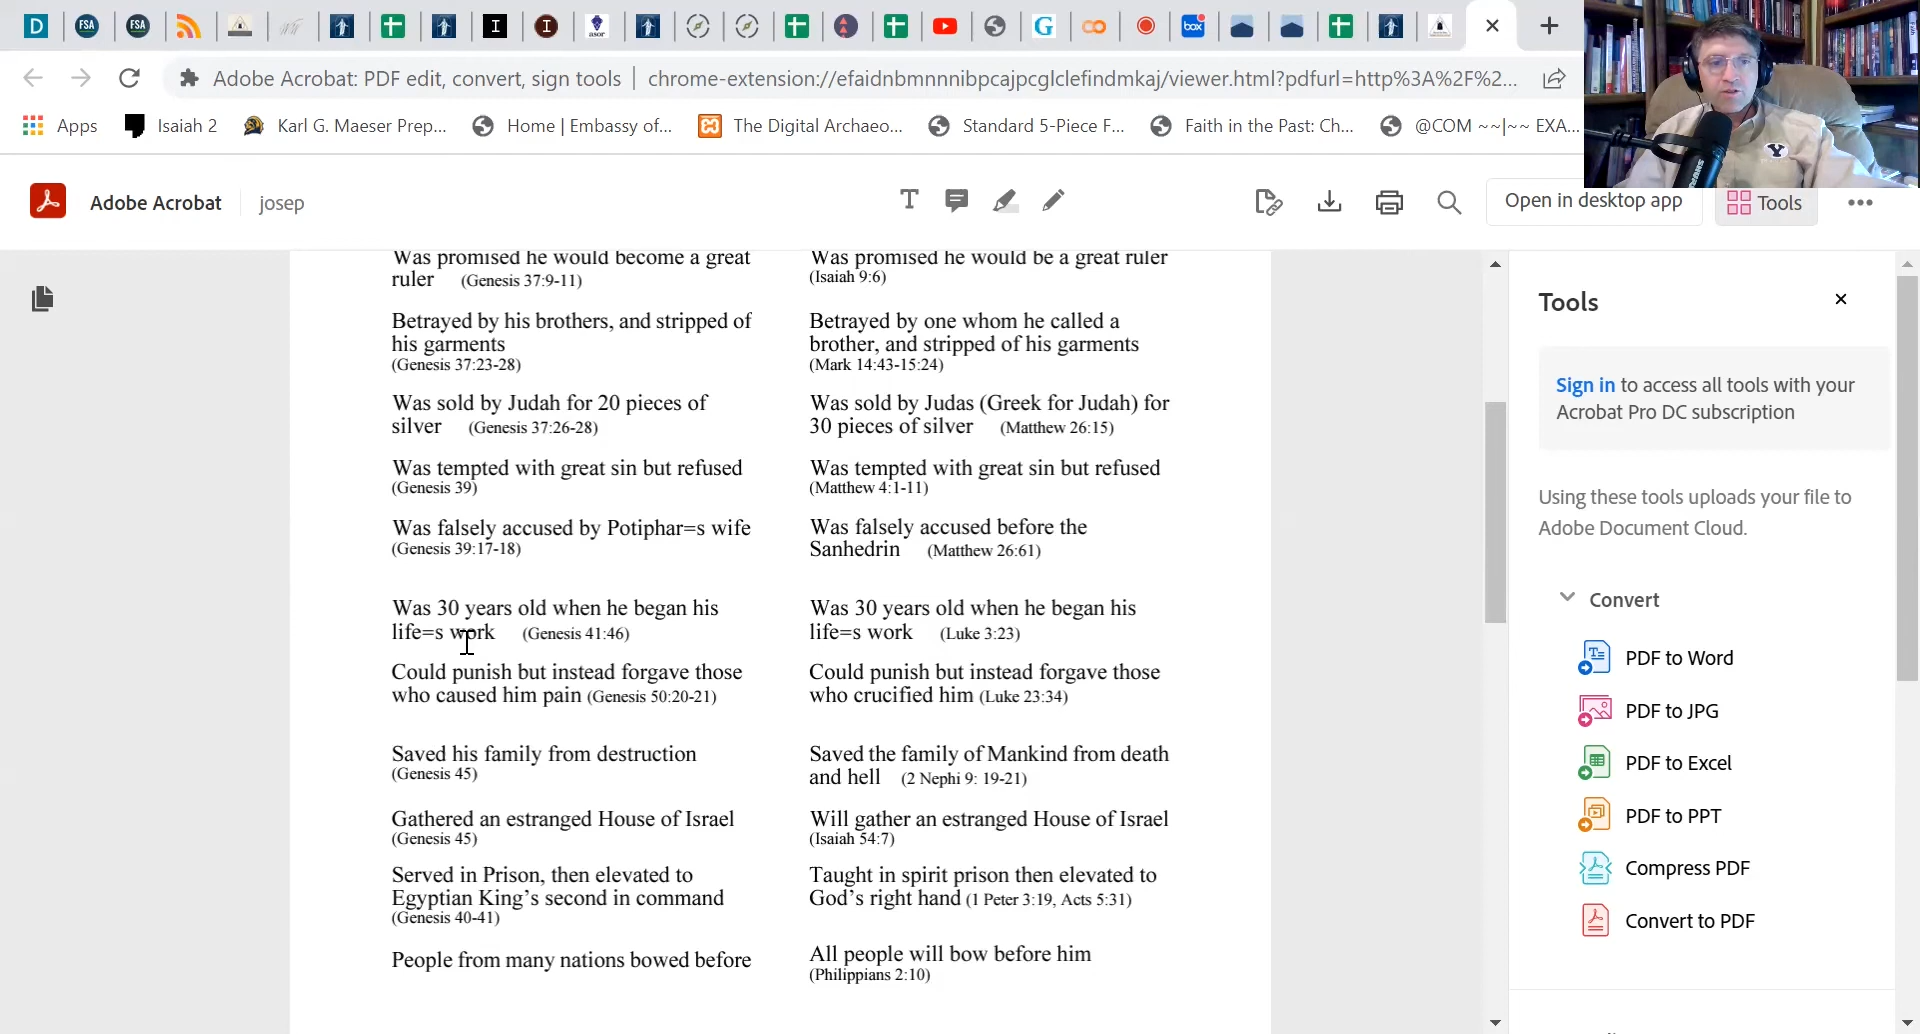 D
FSA
FSA
asor
G
box
Adobe Acrobat: PDF edit, convert, sign tools | chrome-extension://efaidnbmnnnibpcajpcglclefindmkaj/viewer.html?pdfurl=http%3A%2F%2...
Apps
Isaiah 2
Karl G. Maeser Prep...
Home | Embassy of...
The Digital Archaeo...
Standard 5-Piece F...
Faith in the Past: Ch...
@COM ~~|~~ EXA...
Y
SHURE
Adobe Acrobat
josep
Open in desktop app
Tools
Was promised he would become a great
ruler (Genesis 37:9-11)
Betrayed by his brothers, and stripped of
his garments
(Genesis 37:23-28)
Was sold by Judah for 20 pieces of
silver (Genesis 37:26-28)
Was tempted with great sin but refused
(Genesis 39)
Was falsely accused by Potiphar=s wife
(Genesis 39:17-18)
Was 30 years old when he began his
life=s work (Genesis 41:46)
Could punish but instead forgave those
who caused him pain (Genesis 50:20-21)
Saved his family from destruction
(Genesis 45)
Gathered an estranged House of Israel
(Genesis 45)
Served in Prison, then elevated to
Egyptian King's second in command
(Genesis 40-41)
People from many nations bowed before
Was promised he would be a great ruler
(Isaiah 9:6)
Betrayed by one whom he called a
brother, and stripped of his garments
(Mark 14:43-15:24)
Was sold by Judas (Greek for Judah) for
30 pieces of silver (Matthew 26:15)
Was tempted with great sin but refused
(Matthew 4:1-11)
Was falsely accused before the
Sanhedrin (Matthew 26:61)
Was 30 years old when he began his
life=s work (Luke 3:23)
Could punish but instead forgave those
who crucified him (Luke 23:34)
Saved the family of Mankind from death
and hell (2 Nephi 9: 19-21)
Will gather an estranged House of Israel
(Isaiah 54:7)
Taught in spirit prison then elevated to
God's right hand (1 Peter 3:19, Acts 5:31)
All people will bow before him
(Philippians 2:10)
Tools
Sign in to access all tools with your
Acrobat Pro DC subscription
Using these tools uploads your file to
Adobe Document Cloud.
Convert
PDF to Word
PDF to JPG
PDF to Excel
PDF to PPT
Compress PDF
Convert to PDF